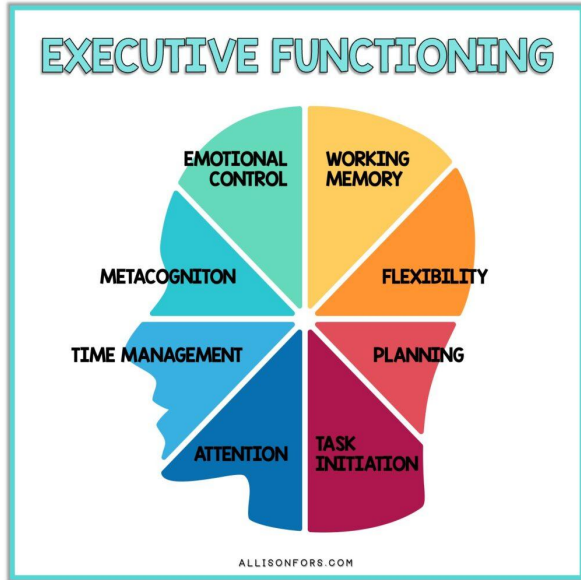 EXECUTIVE FUNCTIONING
EMOTIONAL
CONTROL
WORKING
MEMORY
METACOGNITON
FLEXIBILITY
TIME MANAGEMENT
PLANNING
ATTENTION
TASK
INITIATION
ALLISONFORS.COM